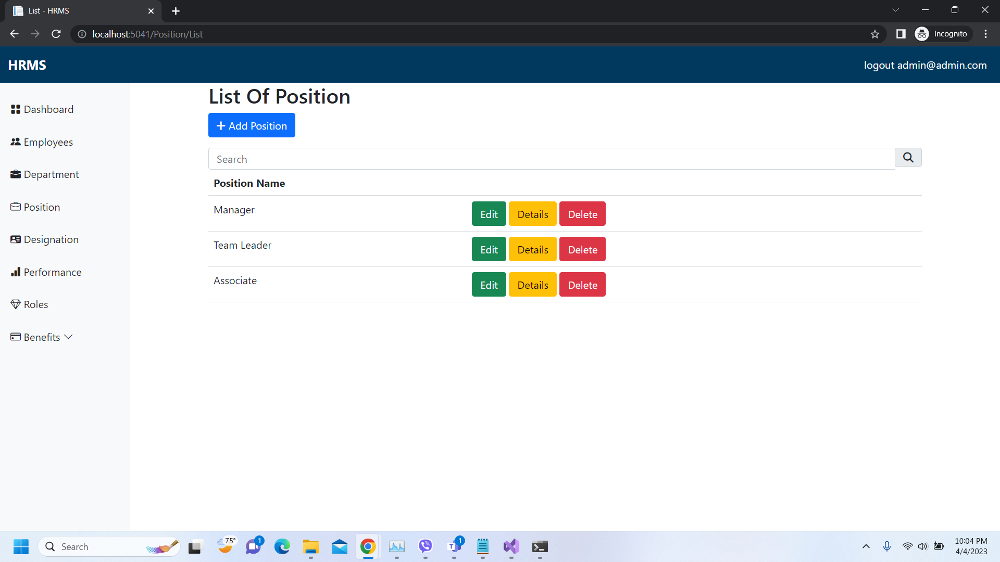 List - HRMS
localhost:5041/Position/List
Incognito
HRMS
logout admin@admin.com
Dashboard
Employees
Department
Position
Designation
Performance
Roles
Benefits
List Of Position
+ Add Position
Search
Position Name
Manager Edit Details Delete
Team Leader Edit Details Delete
Associate Edit Details Delete
Search
75°
1
1
10:04 PM
4/4/2023